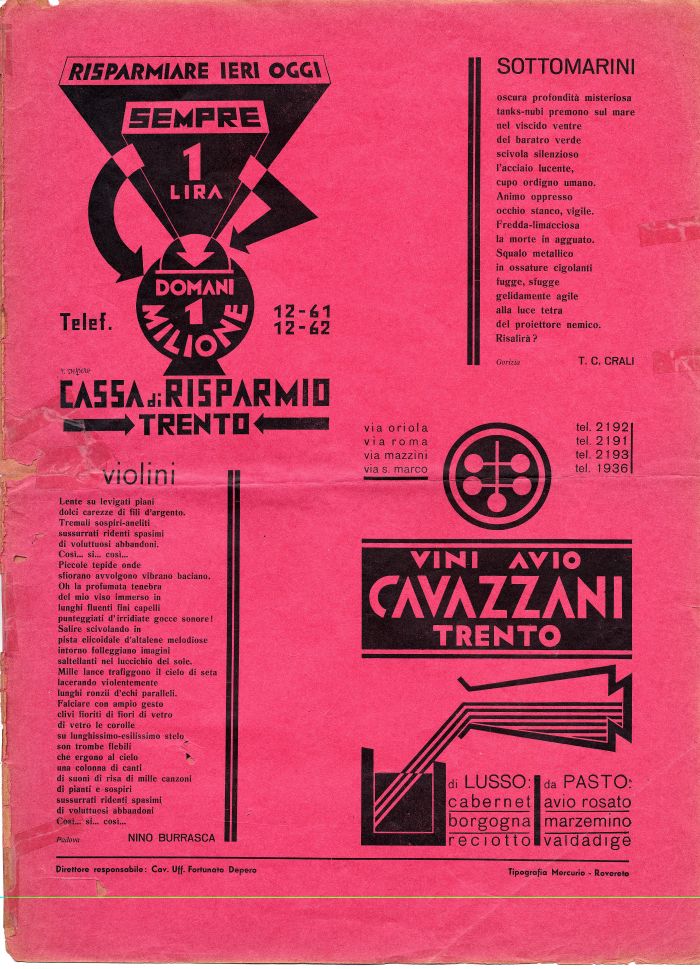 RISPARMIARE IERI OGGI
SEMPRE
1
LIRA
DOMANI
1
MILIONE
Telef.
12-61
12-62
CASSA di RISPARMIO
TRENTO
SOTTOMARINI
oscura profondità misteriosa
tanks-nubi premono sul mare
nel viscido ventre
del baratro verde
scivola silenzioso
l'acciaio lucente,
cupo ordigno umano.
Animo oppresso
occhio stanco, vigile.
Fredda-limacciosa
la morte in agguato.
Squalo metallico
in ossature cigolanti
fugge, sfugge
gelidamente agile
alla luce tetra
del proiettore nemico.
Risalirà ?
Gorizia
T. C. CRALI
violini
Lente su levigati piani
dolci carezze di fili d'argento.
Tremuli sospiri-aneliti
sussurrati ridenti spasimi
di voluttuosi abbandoni.
Così... si... così...
Piccole tepide onde
sfiorano avvolgono vibrano baciano.
Oh la profumata tenebra
del mio viso immerso in
lunghi fluenti fini capelli
punteggiati d'irridiate gocce sonore !
Salire scivolando in
pista elicoidale d'altalene melodiose
intorno folleggiano imagini
saltellanti nel luccichio dei sole.
Mille lance trafiggono il cielo di seta
lacerando violentemente
lunghi ronzii d'echi paralleli.
Falciare con ampio gesto
clivi fioriti di fiori di vetro
di vetro le corolle
su lunghissimo-esilissimo stelo
son trombe flebili
che ergono al cielo
una colonna di canti
di suoni di risa di mille canzoni
di pianti e sospiri
sussurrati ridenti spasimi
di voluttuosi abbandoni
Così... si... così...
Padova
NINO BURRASCA
via oriola
via roma
via mazzini
via s. marco
tel. 2192
tel. 2191
tel. 2193
tel. 1936
VINI AVIO
CAVAZZANI
TRENTO
di LUSSO:
cabernet
borgogna
reciotto
da PASTO:
avio rosato
marzemino
valdadige
Direttore responsabile: Cav. Uff. Fortunato Depero
Tipografia Mercurio - Rovereto